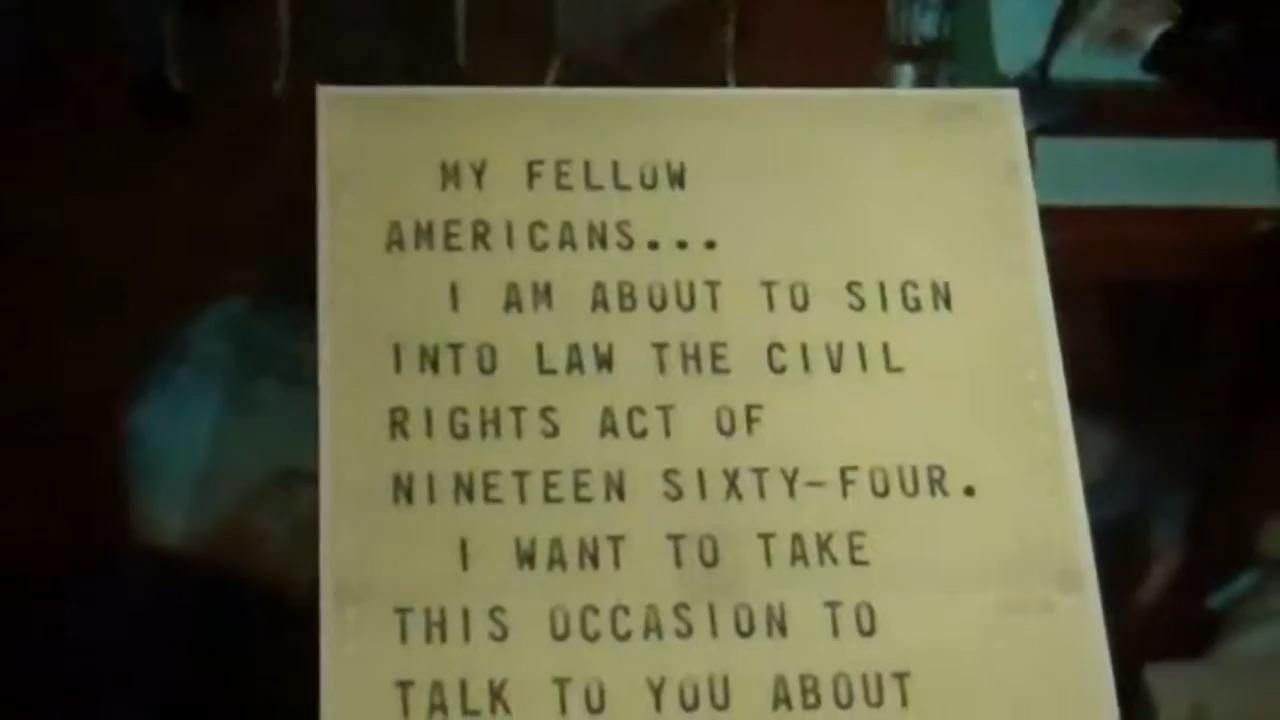 MY FELLOW
AMERICANS...
I AM ABOUT TO SIGN
INTO LAW THE CIVIL
RIGHTS ACT OF
NINETEEN SIXTY-FOUR.
I WANT TO TAKE
THIS OCCASION TO
TALK TO YOU ABOUT